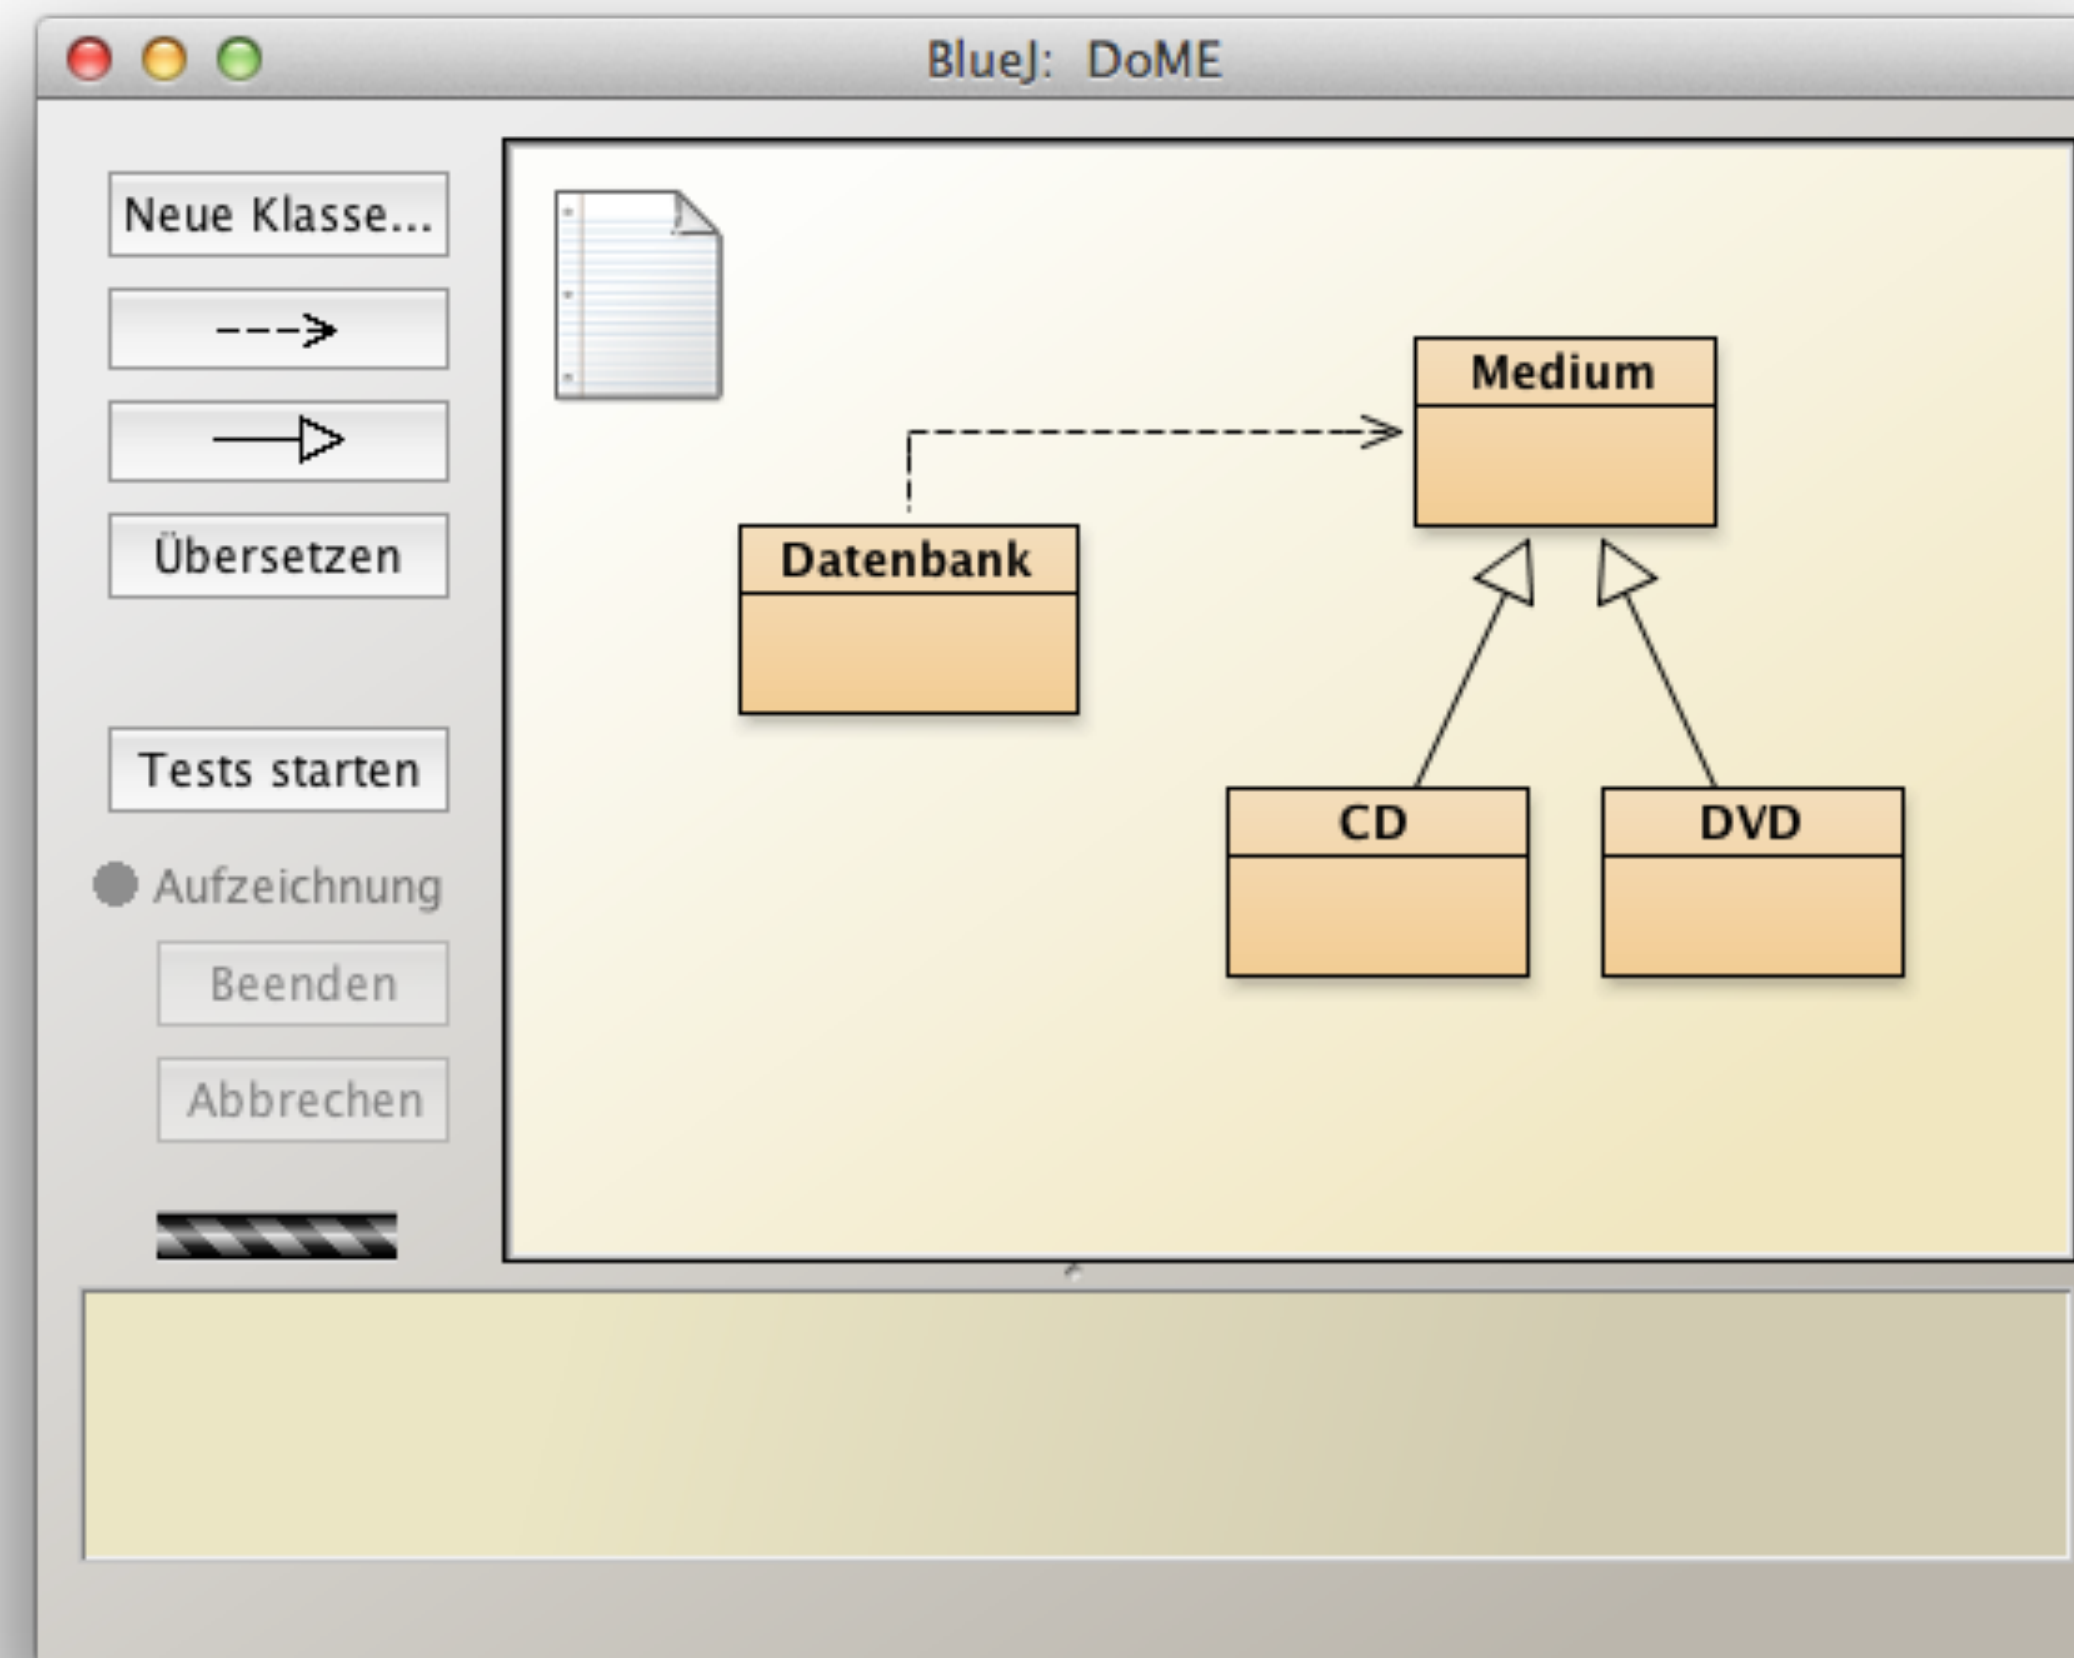 BlueJ: DoME
Neue Klasse...
Übersetzen
Tests starten
Aufzeichnung
Beenden
Abbrechen
Medium
Datenbank
CD
DVD